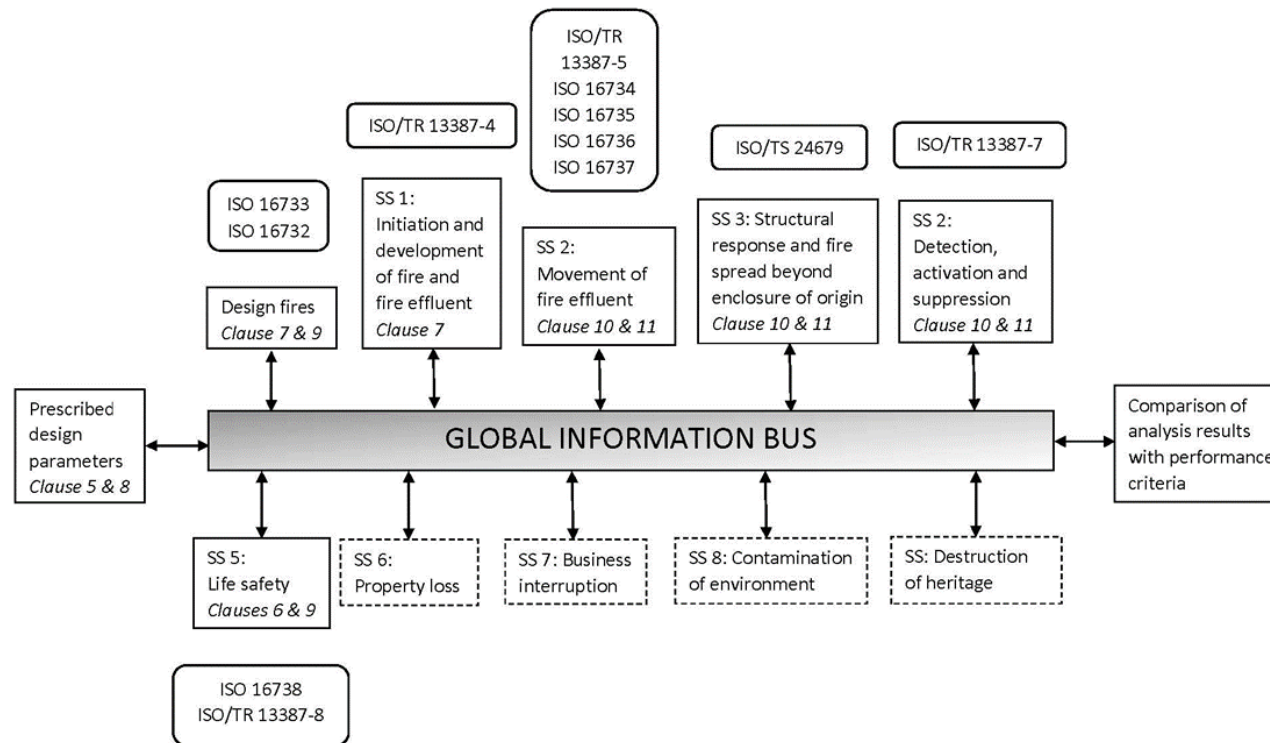 ISO/TR
13387-5
ISO 16734
ISO 16735
ISO 16736
ISO 16737
ISO/TR 13387-4
ISO/TS 24679
ISO/TR 13387-7
ISO 16733
ISO 16732
Design fires
Clause 7 & 9
SS 1:
Initiation and
development
of fire and
fire effluent
Clause 7
SS 2:
Movement of
fire effluent
Clause 10 & 11
SS 3: Structural
response and fire
spread beyond
enclosure of origin
Clause 10 & 11
SS 2:
Detection,
activation and
suppression
Clause 10 & 11
Prescribed
design
parameters
Clause 5 & 8
GLOBAL INFORMATION BUS
Comparison of
analysis results
with performance
criteria
SS 5:
Life safety
Clauses 6 & 9
SS 6:
Property loss
SS 7: Business
interruption
SS 8: Contamination
of environment
SS: Destruction
of heritage
ISO 16738
ISO/TR 13387-8